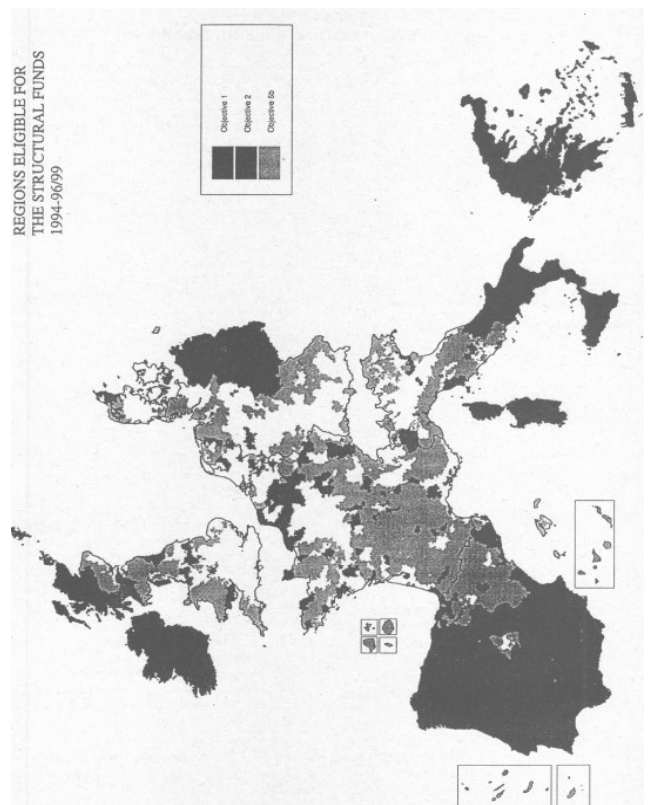 REGIONS ELIGIBLE FOR
THE STRUCTURAL FUNDS
1994-96/99
Objective 1
Objective 2
Objective 5b